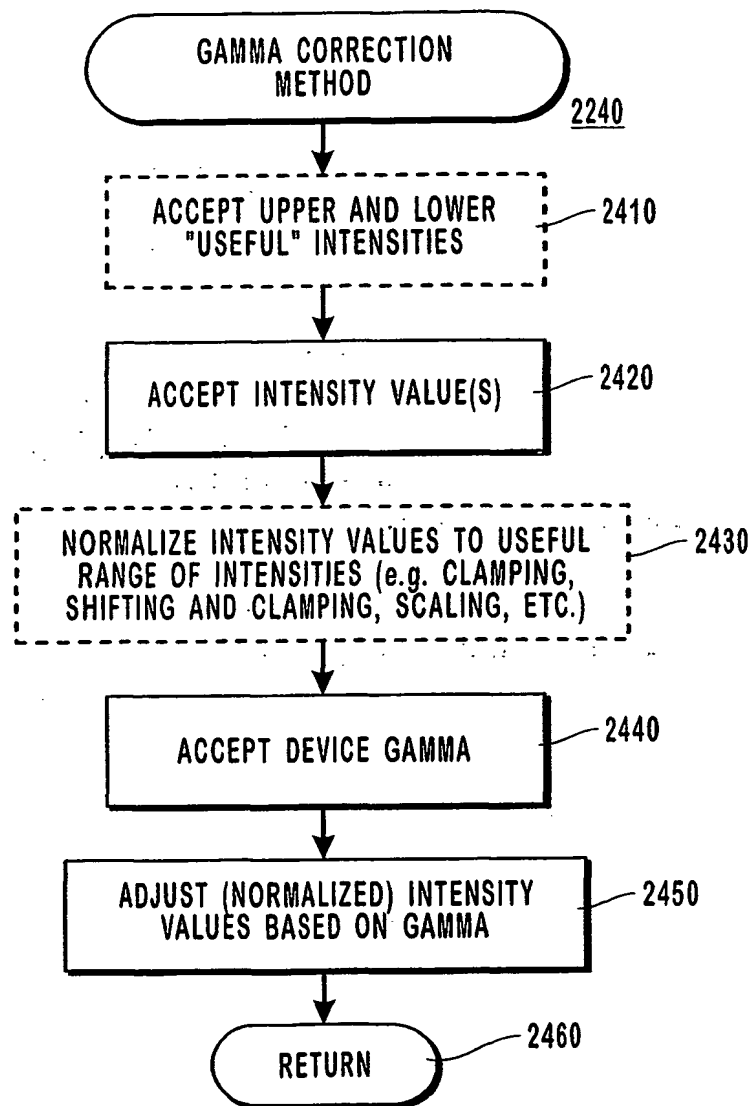 GAMMA CORRECTION
METHOD
2240
ACCEPT UPPER AND LOWER
"USEFUL" INTENSITIES
2410
ACCEPT INTENSITY VALUE(S)
2420
NORMALIZE INTENSITY VALUES TO USEFUL
RANGE OF INTENSITIES (e.g. CLAMPING,
SHIFTING AND CLAMPING, SCALING, ETC.)
2430
ACCEPT DEVICE GAMMA
2440
ADJUST (NORMALIZED) INTENSITY
VALUES BASED ON GAMMA
2450
RETURN
2460